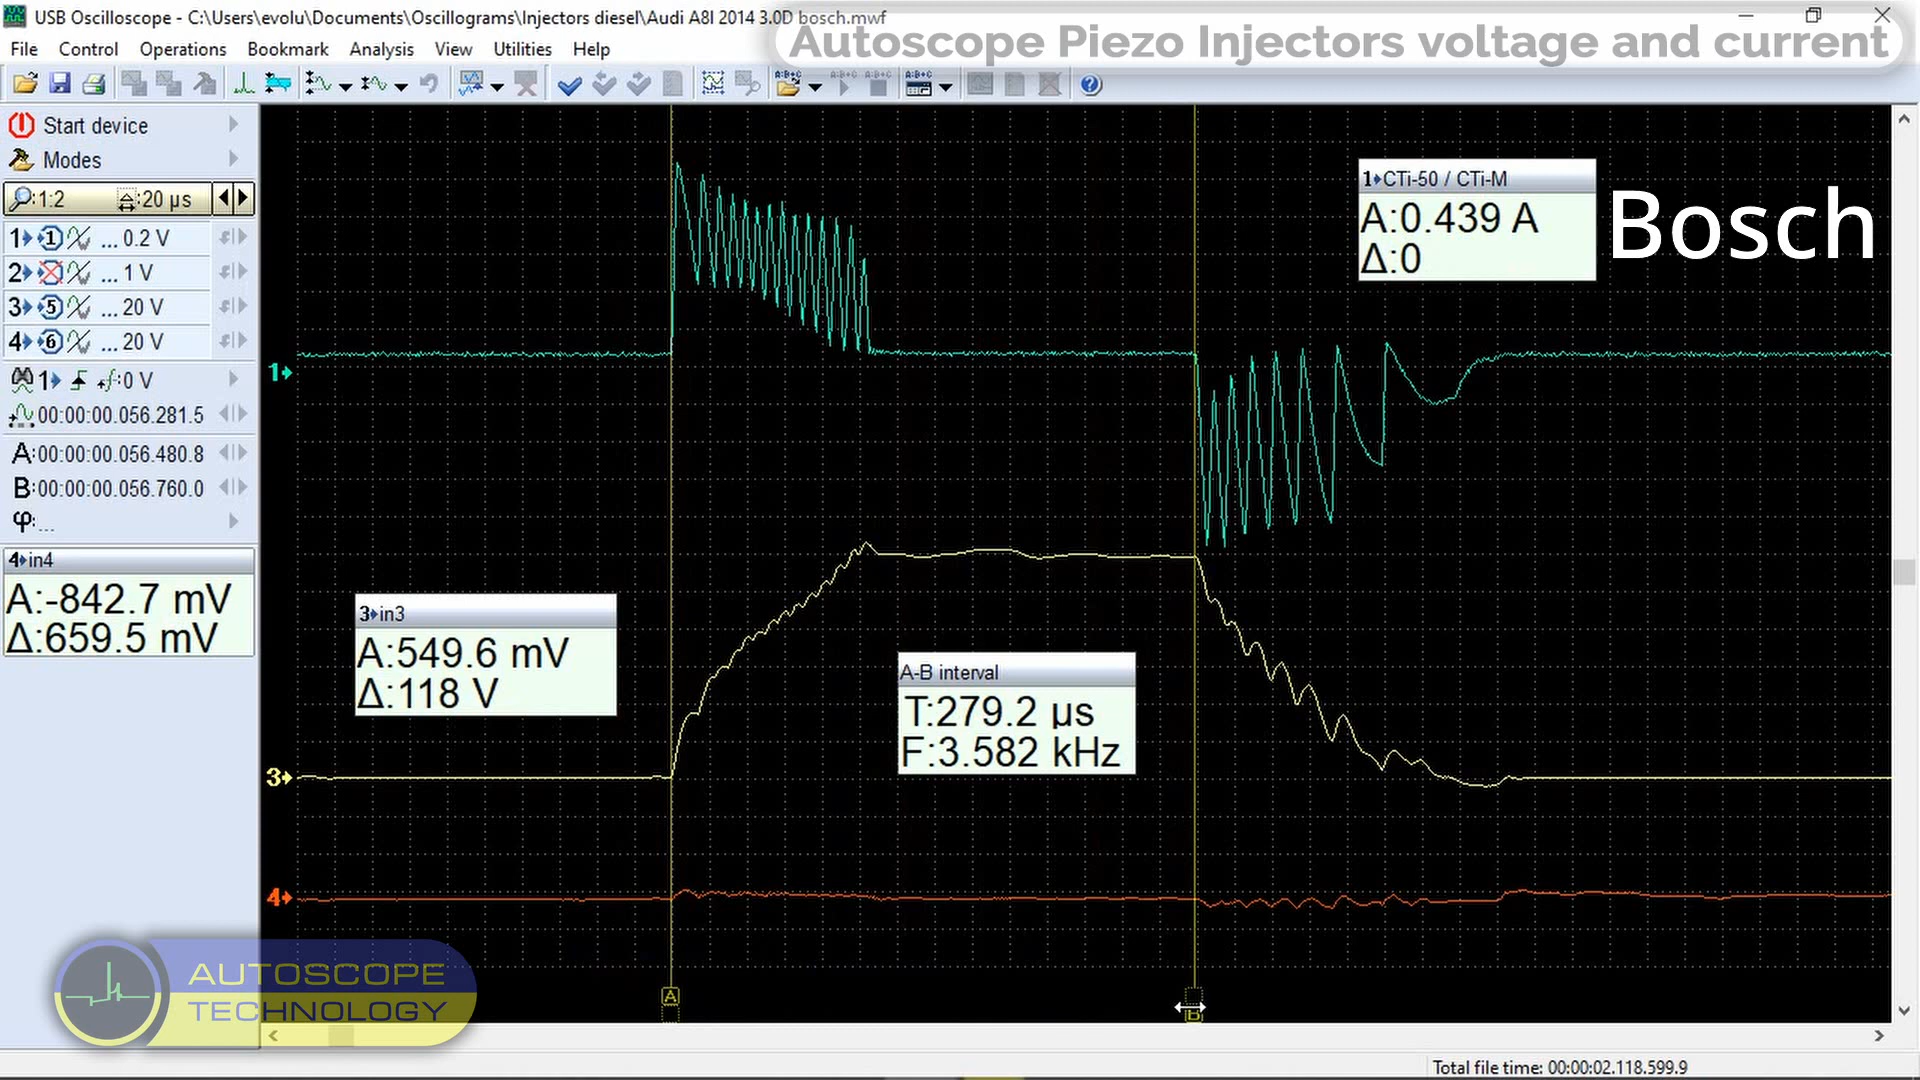 USB Oscilloscope - C:\Users\evolu\Documents\Oscillograms\Injectors diesel\Audi A8I 2014 3.0D bosch.mwf
File Control Operations Bookmark Analysis View Utilities Help
Autoscope Piezo Injectors voltage and current
A:B+C A:B+C A:B+C A:B+C
Start device
Modes
:1:2 :20 µs
1 1 ... 0.2 V
2 ... 1 V
3 5 ... 20 V
4 6 ... 20 V
1 f:0 V
00:00:00.056.281.5
A:00:00:00.056.480.8
B:00:00:00.056.760.0
φ:...
4 in4
A:-842.7 mV
Δ:659.5 mV
1 CTi-50 / CTi-M
A:0.439 A
Δ:0
Bosch
1
3 in3
A:549.6 mV
Δ:118 V
A-B interval
T:279.2 µs
F:3.582 kHz
3
4
A
B
AUTOSCOPE
TECHNOLOGY
Total file time: 00:00:02.118.599.9